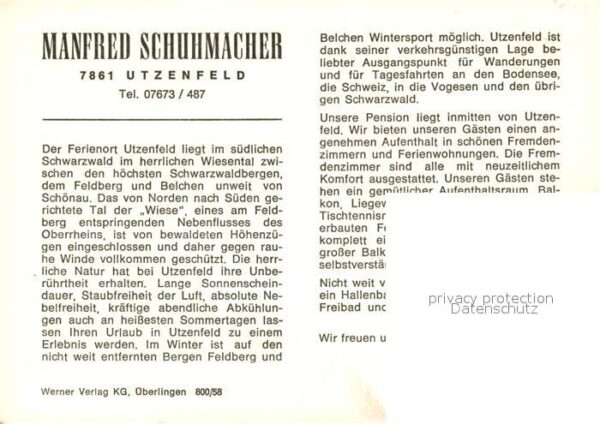 MANFRED SCHUHMACHER
7861 UTZENFELD
Tel. 07673 / 487
Der Ferienort Utzenfeld liegt im südlichen
Schwarzwald im herrlichen Wiesental zwi-
schen den höchsten Schwarzwaldbergen,
dem Feldberg und Belchen unweit von
Schönau. Das von Norden nach Süden ge-
richtete Tal der „Wiese", eines am Feld-
berg entspringenden Nebenflusses des
Oberrheins, ist von bewaldeten Höhenzü-
gen eingeschlossen und daher gegen rau-
he Winde vollkommen geschützt. Die herr-
liche Natur hat bei Utzenfeld ihre Unbe-
rührtheit erhalten. Lange Sonnenschein-
dauer, Staubfreiheit der Luft, absolute Ne-
belfreiheit, kräftige abendliche Abkühlun-
gen auch an heißesten Sommertagen las-
sen Ihren Urlaub in Utzenfeld zu einem
Erlebnis werden. Im Winter ist auf den
nicht weit entfernten Bergen Feldberg und
Werner Verlag KG, Überlingen 800/58
Belchen Wintersport möglich. Utzenfeld ist
dank seiner verkehrsgünstigen Lage be-
liebter Ausgangspunkt für Wanderungen
und für Tagesfahrten an den Bodensee,
die Schweiz, in die Vogesen und den übri-
gen Schwarzwald.
Unsere Pension liegt inmitten von Utzen-
feld. Wir bieten unseren Gästen einen an-
genehmen Aufenthalt in schönen Fremden-
zimmern und Ferienwohnungen. Die Frem-
denzimmer sind alle mit neuzeitlichem
Komfort ausgestattet. Unseren Gästen ste-
hen ein gemütlicher Aufenthaltsraum, Bal-
kon, Liegew
Tischtennisr
erbauten Fe
komplett ei
großer Balk
selbstverstä
Nicht weit v
ein Hallenba
Freibad und
Wir freuen u
privacy protection
Datenschutz